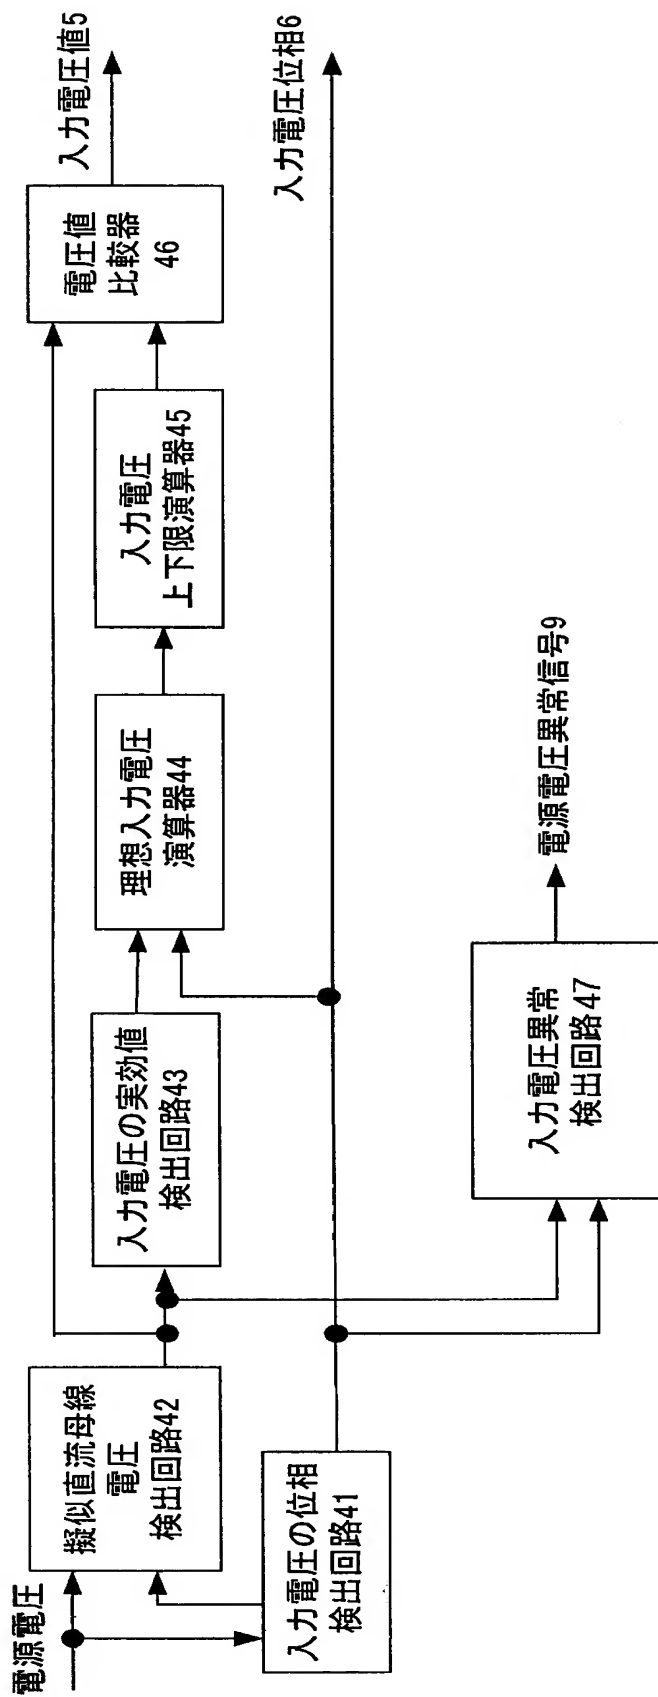 電源電圧
擬似直流母線
電圧
検出回路42
入力電圧の位相
検出回路41
入力電圧の実効値
検出回路43
理想入力電圧
演算器44
入力電圧
上下限演算器45
電圧値
比較器
46
入力電圧値5
入力電圧位相6
入力電圧異常
検出回路47
電源電圧異常信号9